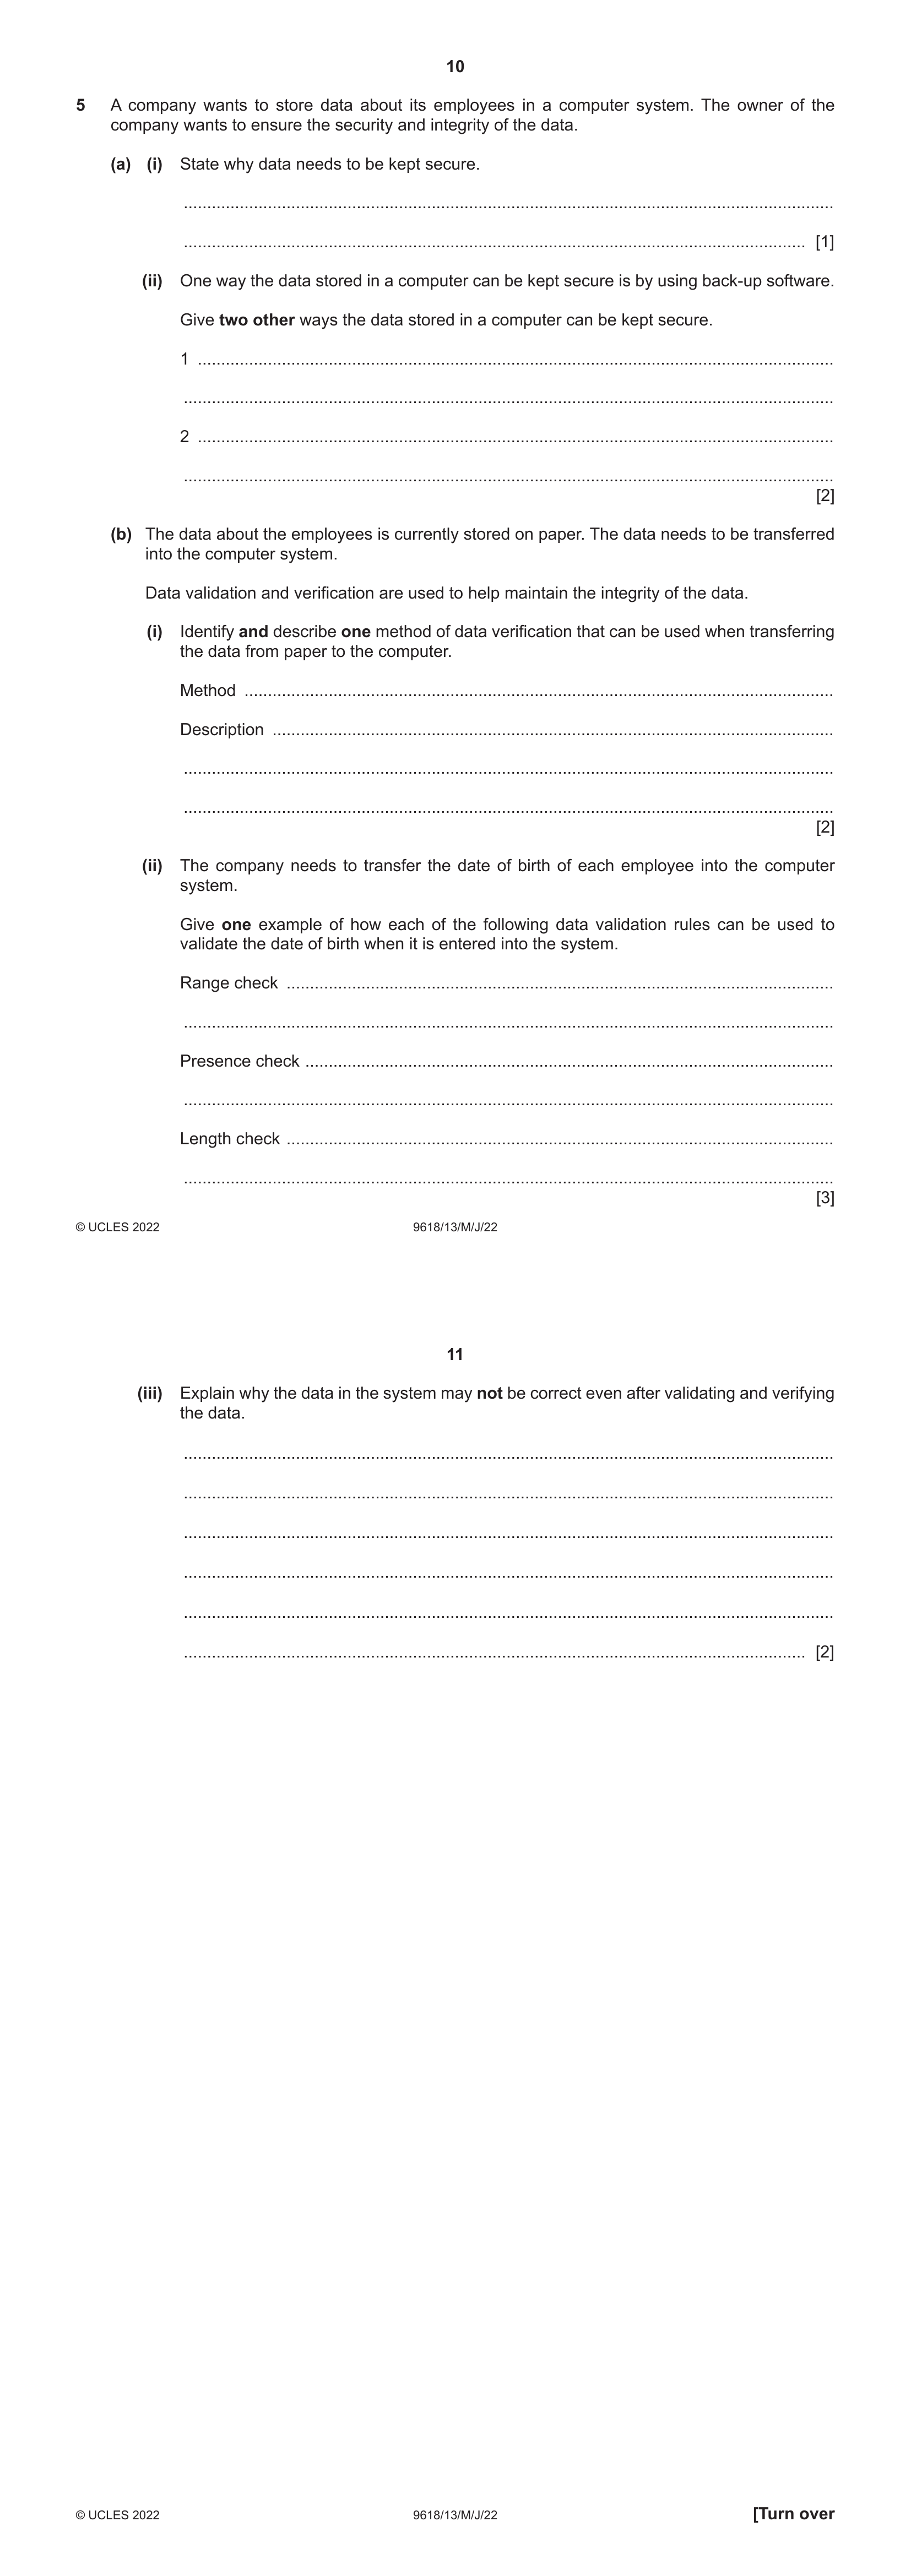 10
5 A company wants to store data about its employees in a computer system. The owner of the
company wants to ensure the security and integrity of the data.
(a) (i) State why data needs to be kept secure.
..........................................................................................................................................
.................................................................................................................................... [1]
(ii) One way the data stored in a computer can be kept secure is by using back-up software.
Give two other ways the data stored in a computer can be kept secure.
1 .......................................................................................................................................
..........................................................................................................................................
2 .......................................................................................................................................
..........................................................................................................................................
[2]
(b) The data about the employees is currently stored on paper. The data needs to be transferred
into the computer system.
Data validation and verification are used to help maintain the integrity of the data.
(i) Identify and describe one method of data verification that can be used when transferring
the data from paper to the computer.
Method .............................................................................................................................
Description .......................................................................................................................
..........................................................................................................................................
..........................................................................................................................................
[2]
(ii) The company needs to transfer the date of birth of each employee into the computer
system.
Give one example of how each of the following data validation rules can be used to
validate the date of birth when it is entered into the system.
Range check ....................................................................................................................
..........................................................................................................................................
Presence check ................................................................................................................
..........................................................................................................................................
Length check ....................................................................................................................
..........................................................................................................................................
[3]
© UCLES 2022 9618/13/M/J/22
11
(iii) Explain why the data in the system may not be correct even after validating and verifying
the data.
..........................................................................................................................................
..........................................................................................................................................
..........................................................................................................................................
..........................................................................................................................................
..........................................................................................................................................
.................................................................................................................................... [2]
© UCLES 2022 9618/13/M/J/22 [Turn over